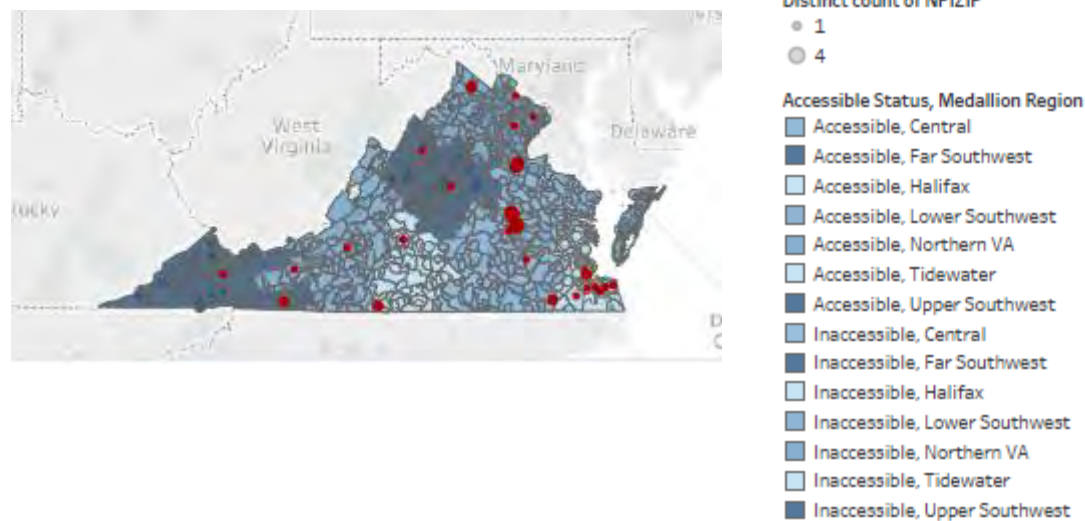 Distinct count of NPIZIP
1
4
Accessible Status, Medallion Region
Accessible, Central
Accessible, Far Southwest
Accessible, Halifax
Accessible, Lower Southwest
Accessible, Northern VA
Accessible, Tidewater
Accessible, Upper Southwest
Inaccessible, Central
Inaccessible, Far Southwest
Inaccessible, Halifax
Inaccessible, Lower Southwest
Inaccessible, Northern VA
Inaccessible, Tidewater
Inaccessible, Upper Southwest
Maryland
West
Virginia
Delaware
tucky